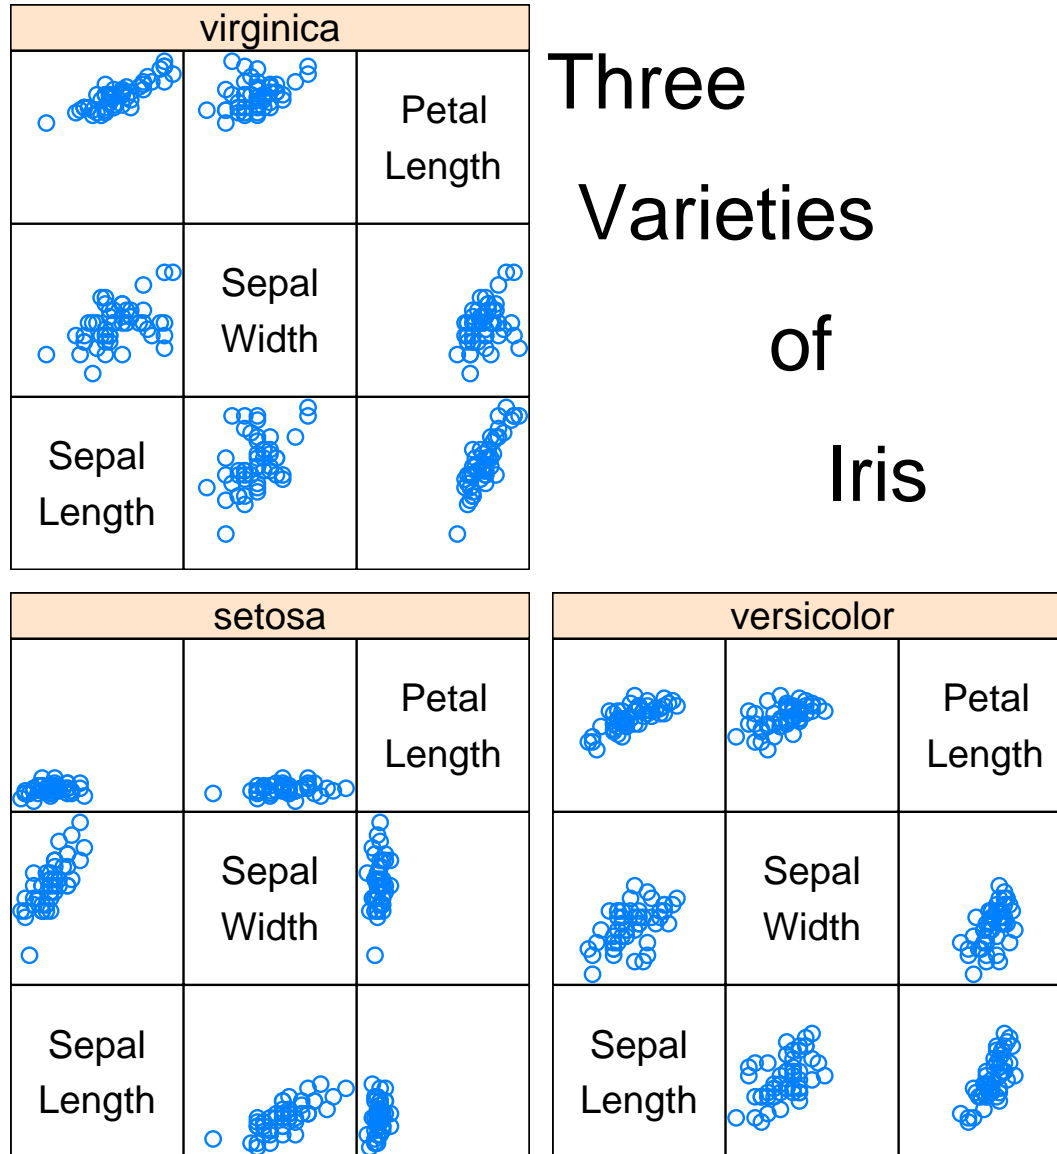 virginica
Petal
Length
Sepal
Width
Sepal
Length
Three
Varieties
of
Iris
setosa
Petal
Length
Sepal
Width
Sepal
Length
versicolor
Petal
Length
Sepal
Width
Sepal
Length